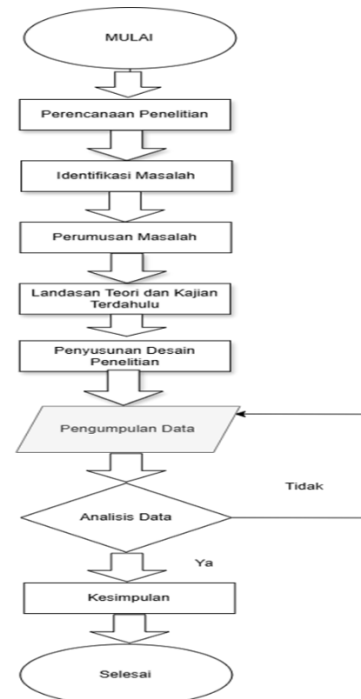 MULAI
Perencanaan Penelitian
Identifikasi Masalah
Perumusan Masalah
Landasan Teori dan Kajian
Terdahulu
Penyusunan Desain
Penelitian
Pengumpulan Data
Tidak
Analisis Data
Ya
Kesimpulan
Selesai